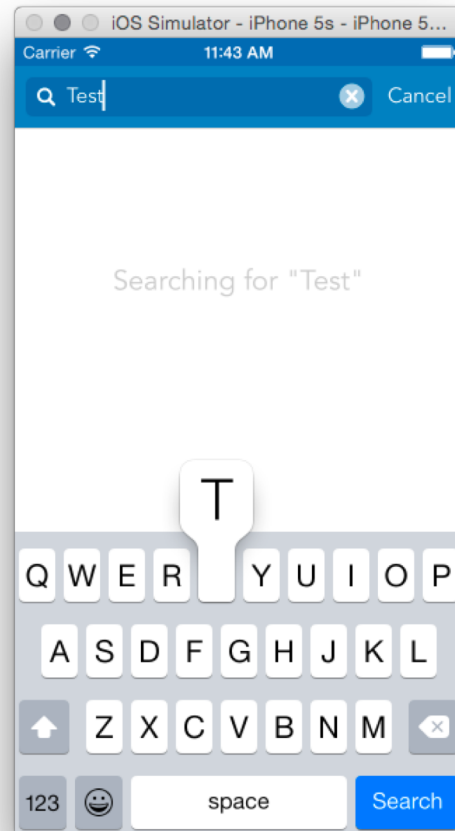 iOS Simulator - iPhone 5s - iPhone 5...
Carrier 11:43 AM
Test Cancel
Searching for "Test"
T
Q W E R Y U I O P
A S D F G H J K L
Z X C V B N M
123 space Search